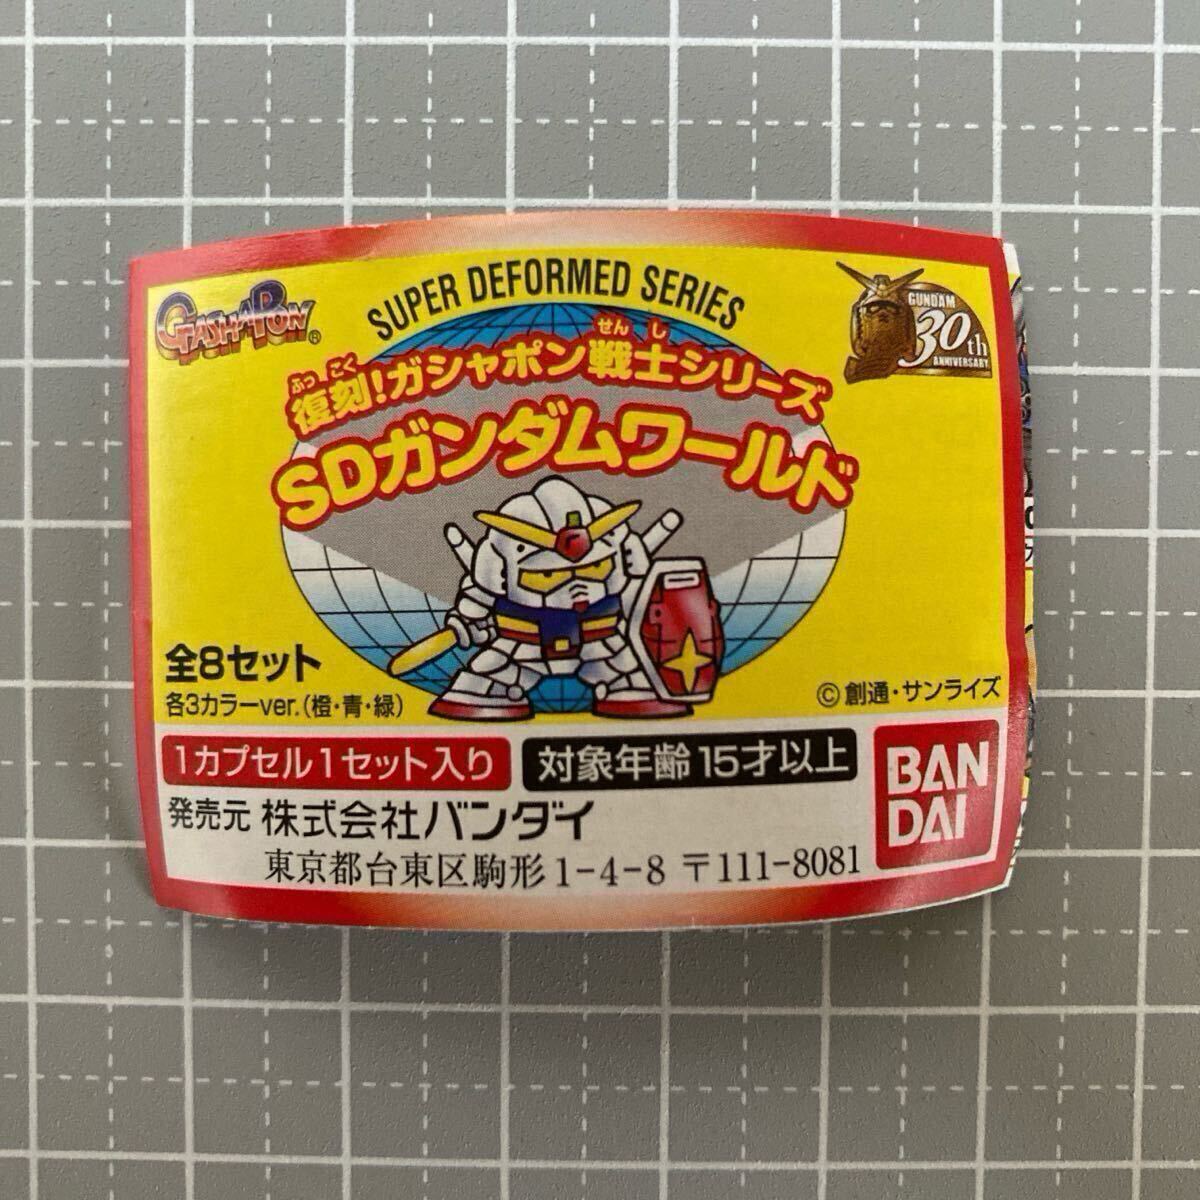 GASHAPON®
SUPER DEFORMED SERIES
GUNDAM
30th
ANNIVERSARY
ふっこく せんし
復刻!ガシャポン戦士シリーズ
SDガンダムワールド
全8セット
各3カラーver.(橙・青・緑)
©創通・サンライズ
1カプセル1セット入り
対象年齢15才以上
BAN
DAI
発売元 株式会社バンダイ
東京都台東区駒形1-4-8 〒111-8081